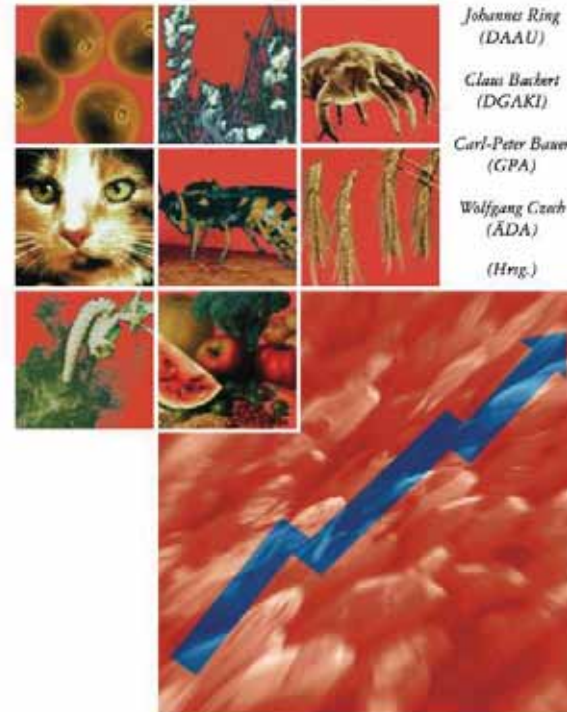 Johannes Ring
(DAAU)
Claus Bachert
(DGAKI)
Carl-Peter Bauer
(GPA)
Wolfgang Czech
(ÄDA)
(Hrsg.)